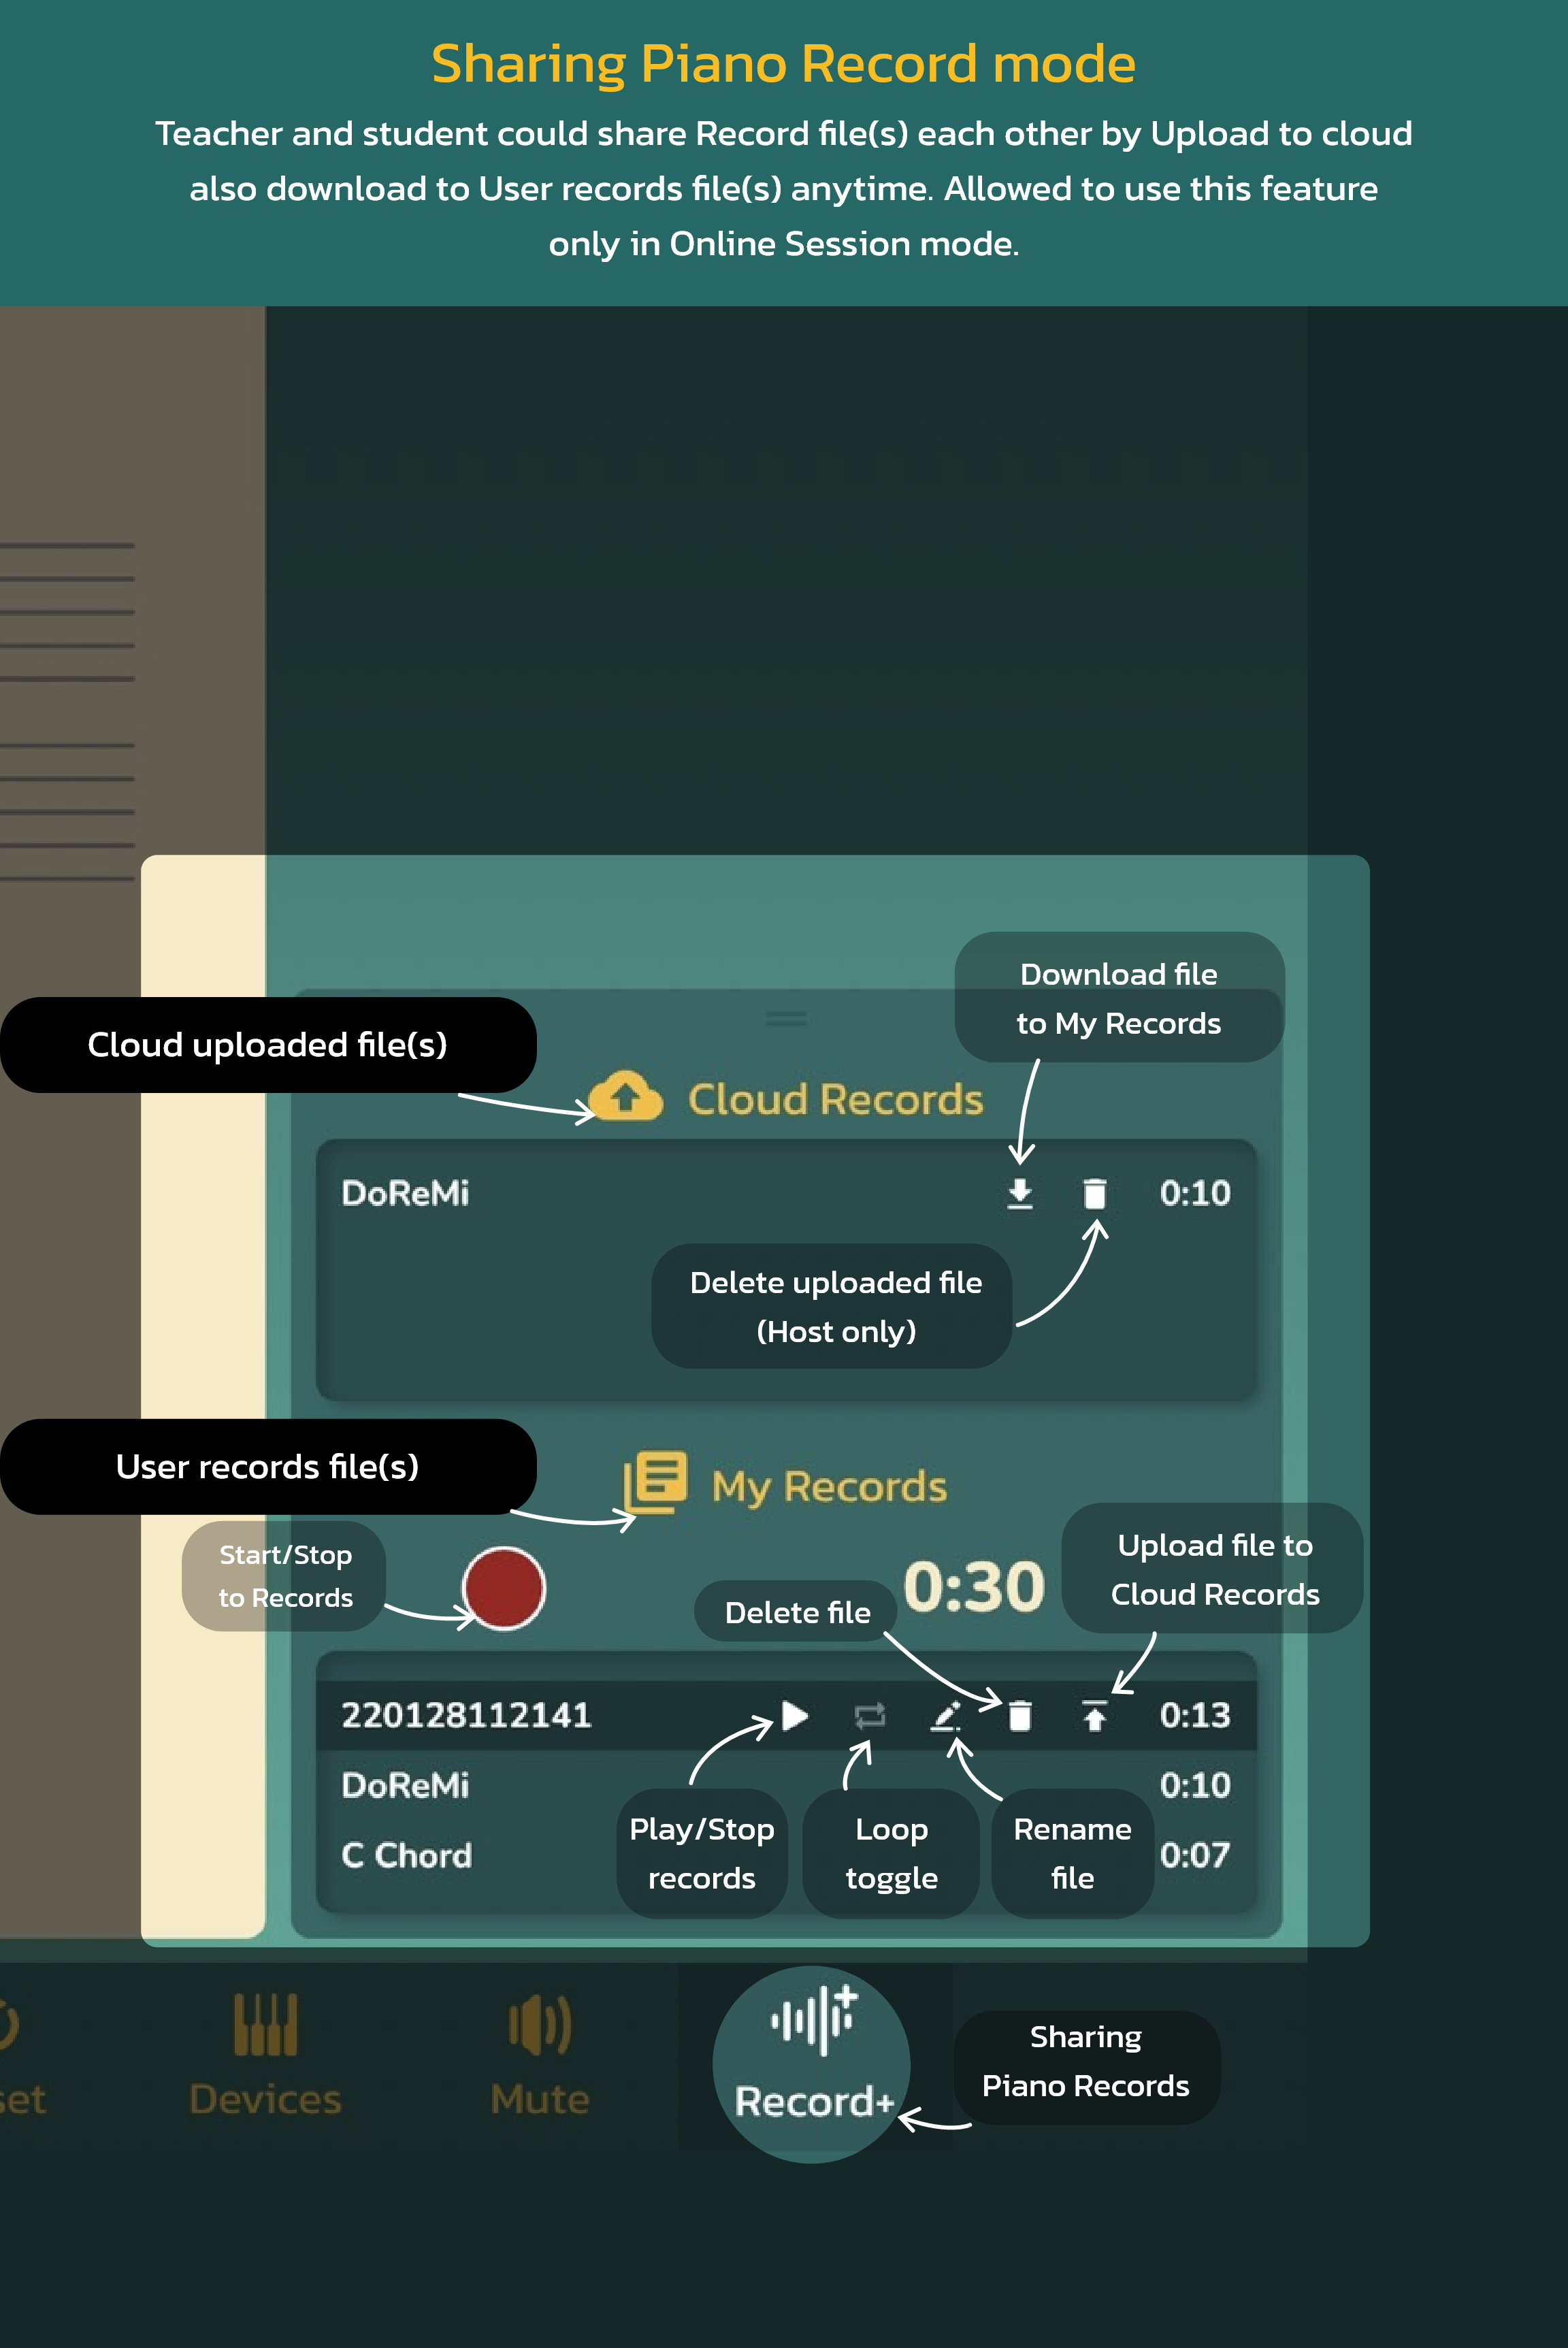 Sharing Piano Record mode
Teacher and student could share Record file(s) each other by Upload to cloud
also download to User records file(s) anytime. Allowed to use this feature
only in Online Session mode.
Download file
to My Records
Cloud uploaded file(s)
Cloud Records
DoReMi
0:10
Delete uploaded file
(Host only)
User records file(s)
My Records
Start/Stop
to Records
0:30
Delete file
Upload file to
Cloud Records
220128112141
0:13
DoReMi
0:10
C Chord
0:07
Play/Stop
records
Loop
toggle
Rename
file
set
Devices
Mute
Record+
Sharing
Piano Records